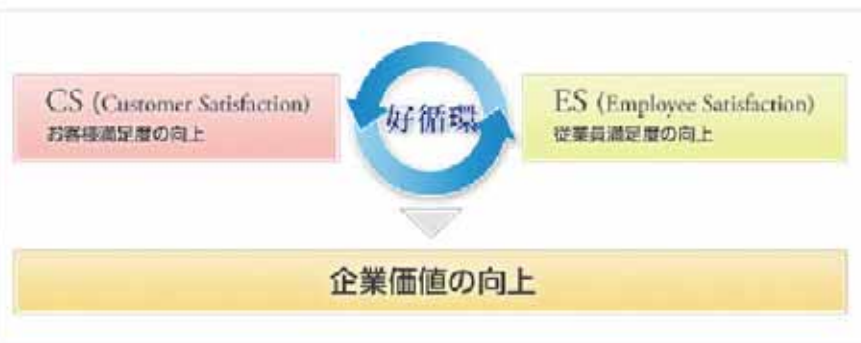 CS (Customer Satisfaction)
お客様満足度の向上
好循環
ES (Employee Satisfaction)
従業員満足度の向上
企業価値の向上